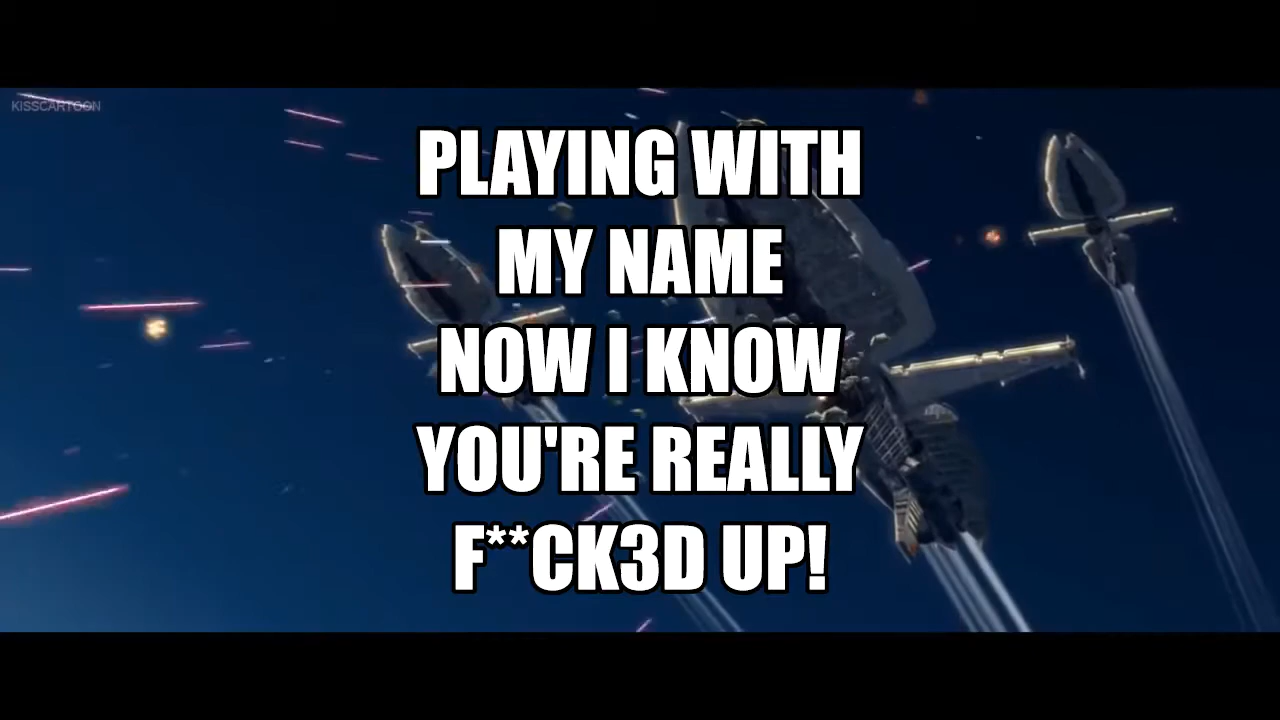 KISSCARTOON
PLAYING WITH
MY NAME
NOW I KNOW
YOU'RE REALLY
F**CK3D UP!